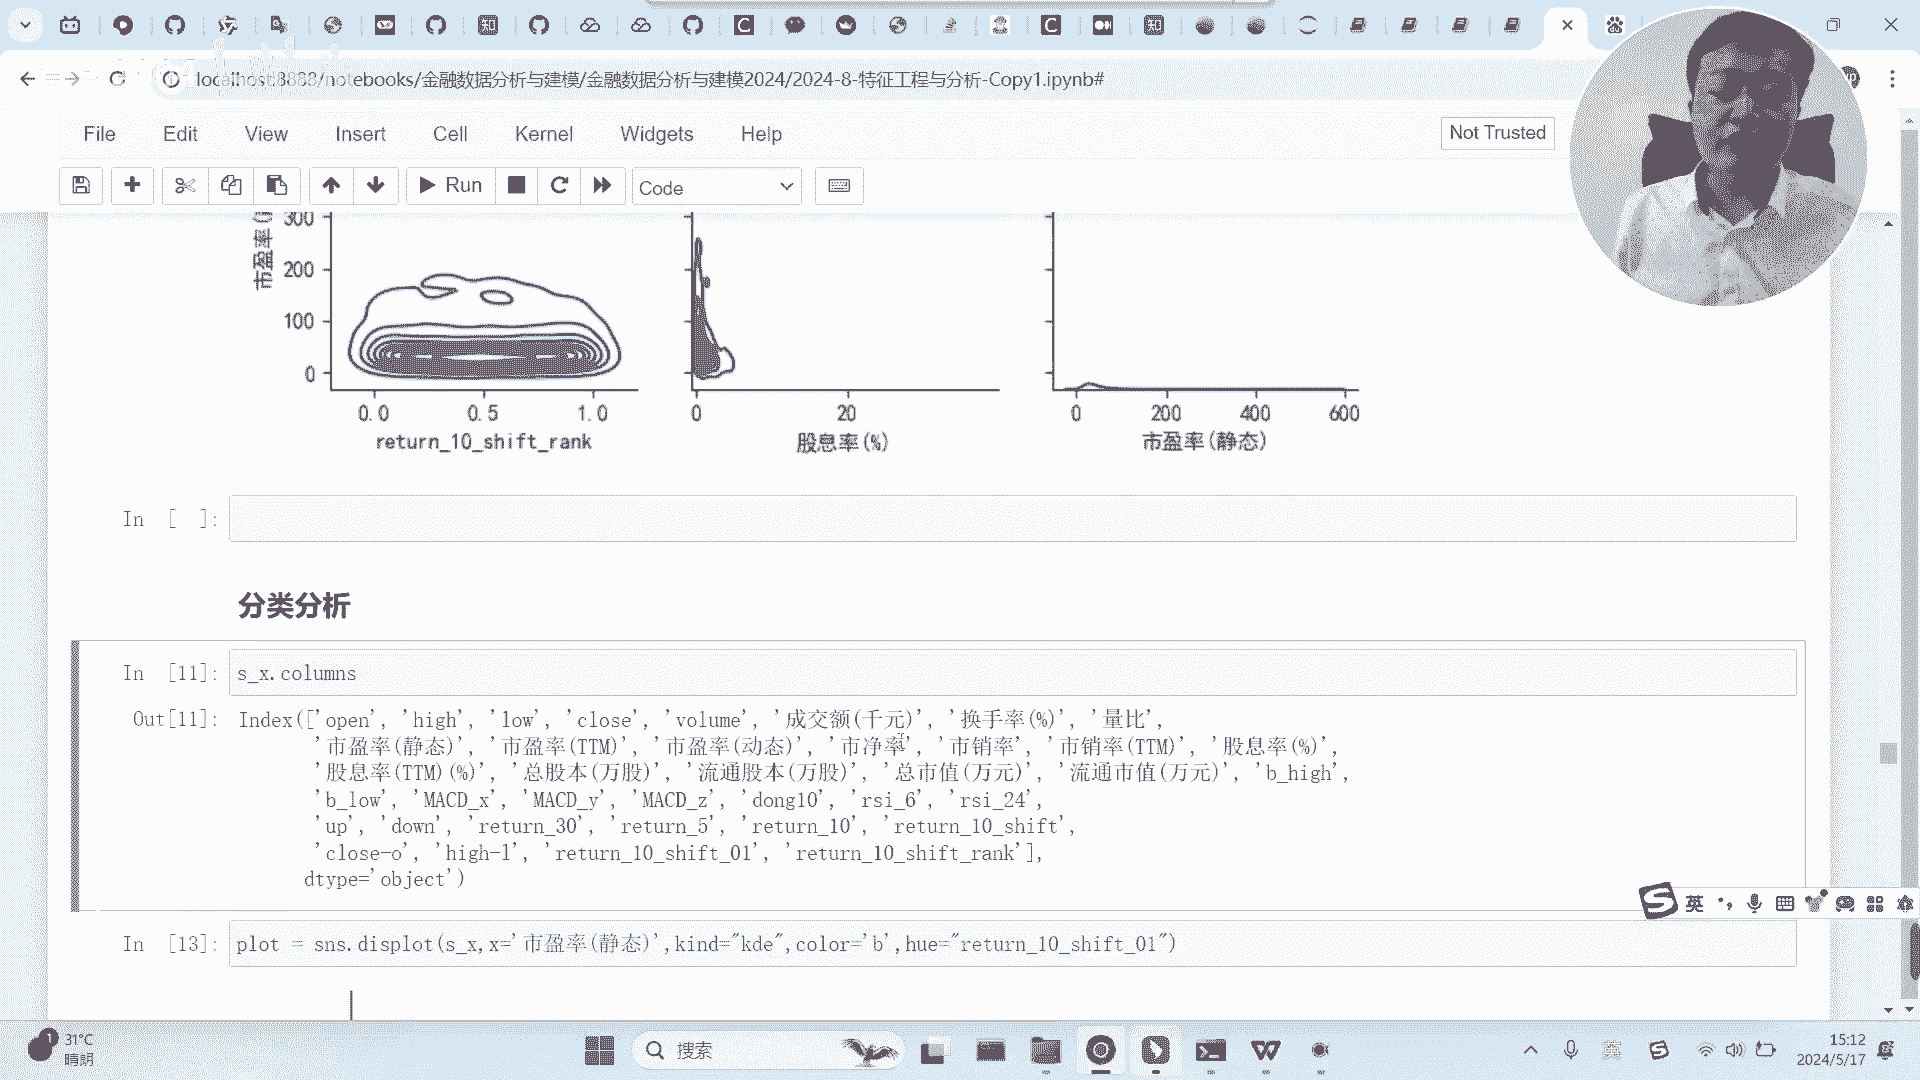 localhost:8888/notebooks/金融数据分析与建模/金融数据分析与建模2024/2024-8-特征工程与分析-Copy1.ipynb#
File Edit View Insert Cell Kernel Widgets Help
Not Trusted
Run
Code
300
200
100
0
市盈率
0.0 0.5 1.0
return_10_shift_rank
0 20
股息率(%)
0 200 400 600
市盈率(静态)
In [ ]:
分类分析
In [11]: s_x.columns
Out[11]: Index(['open', 'high', 'low', 'close', 'volume', '成交额(千元)', '换手率(%)', '量比',
'市盈率(静态)', '市盈率(TTM)', '市盈率(动态)', '市净率', '市销率', '市销率(TTM)', '股息率(%)',
'股息率(TTM)(%)', '总股本(万股)', '流通股本(万股)', '总市值(万元)', '流通市值(万元)', 'b_high',
'b_low', 'MACD_x', 'MACD_y', 'MACD_z', 'dong10', 'rsi_6', 'rsi_24',
'up', 'down', 'return_30', 'return_5', 'return_10', 'return_10_shift',
'close-o', 'high-l', 'return_10_shift_01', 'return_10_shift_rank'],
dtype='object')
In [13]: plot = sns.displot(s_x,x='市盈率(静态)',kind="kde",color='b',hue="return_10_shift_01")
英
1
31°C
晴朗
搜索
英
15:12
2024/5/17